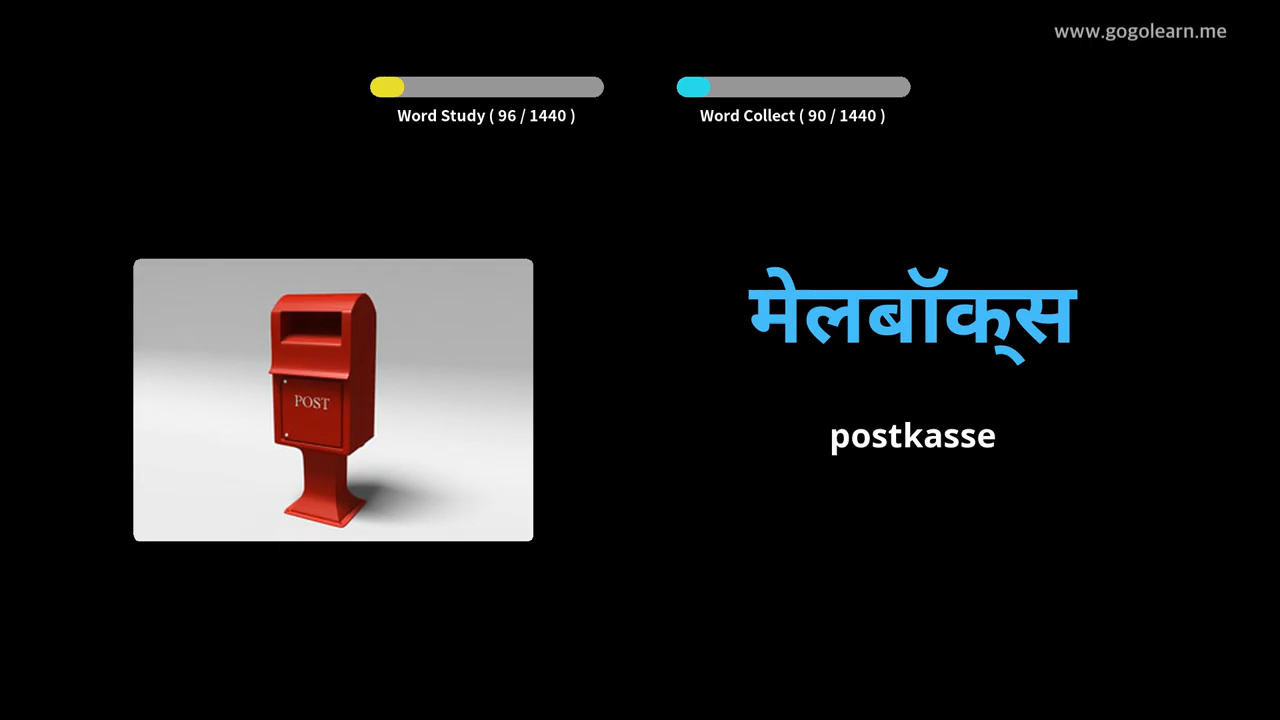 www.gogolearn.me
Word Study ( 96 / 1440 )
Word Collect ( 90 / 1440 )
मेलबॉक्स
POST
postkasse